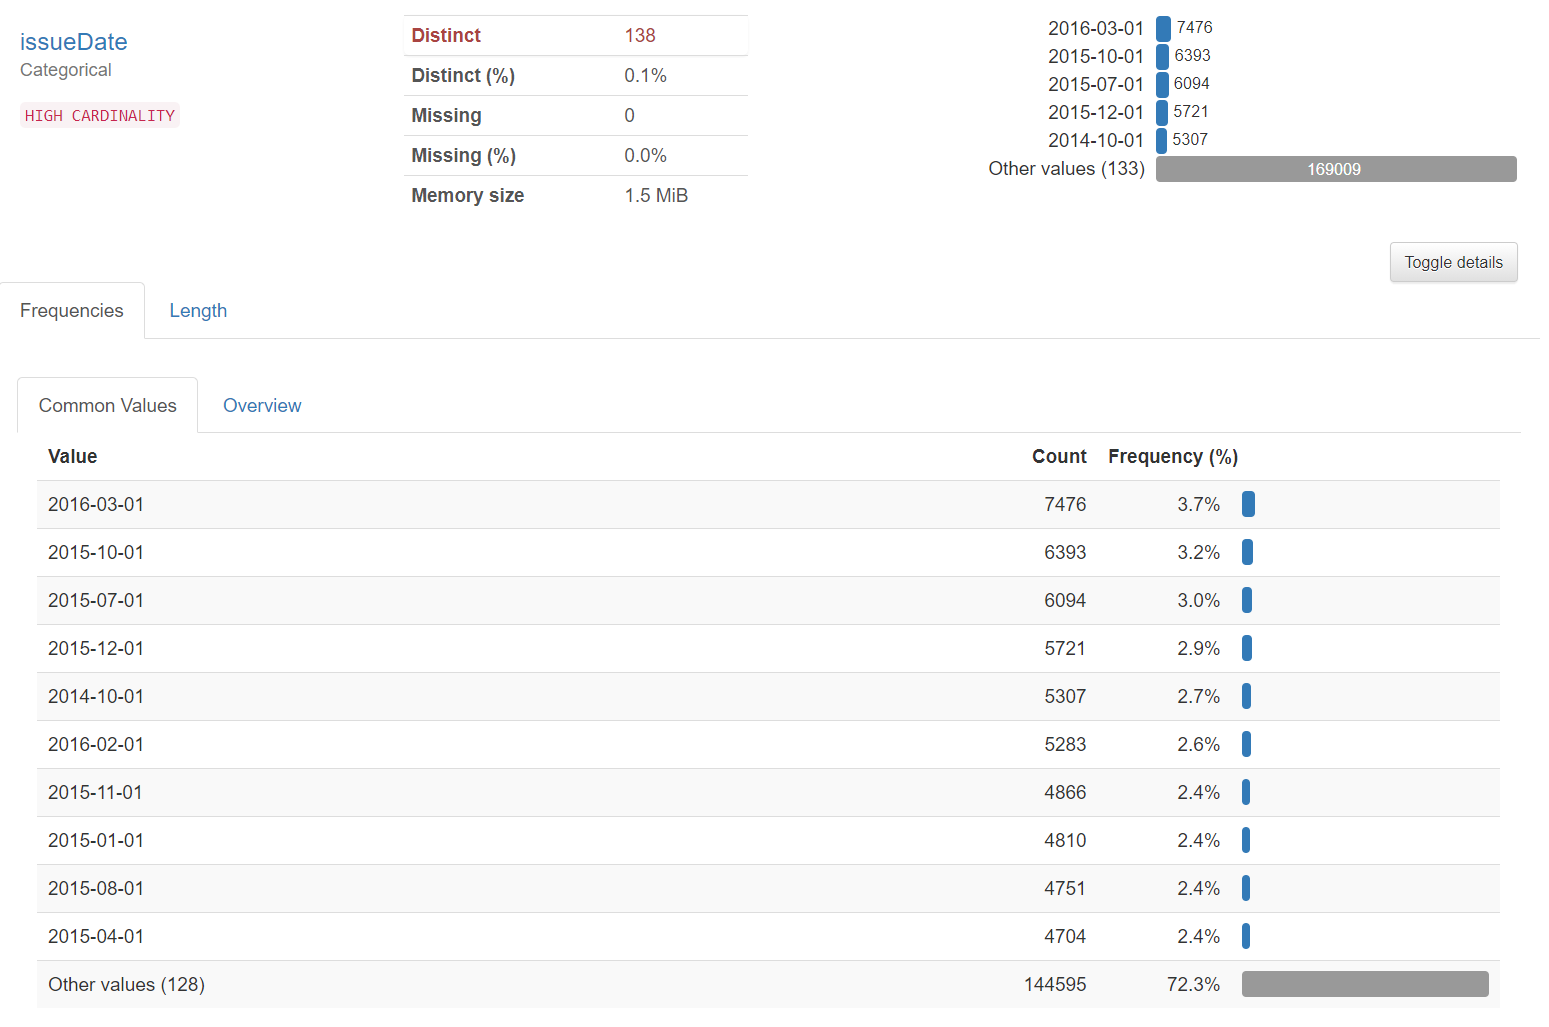 issueDate
Categorical
HIGH CARDINALITY
Distinct 138
Distinct (%) 0.1%
Missing 0
Missing (%) 0.0%
Memory size 1.5 MiB
2016-03-01 7476
2015-10-01 6393
2015-07-01 6094
2015-12-01 5721
2014-10-01 5307
Other values (133) 169009
Toggle details
Frequencies Length
Common Values Overview
Value Count Frequency (%)
2016-03-01 7476 3.7%
2015-10-01 6393 3.2%
2015-07-01 6094 3.0%
2015-12-01 5721 2.9%
2014-10-01 5307 2.7%
2016-02-01 5283 2.6%
2015-11-01 4866 2.4%
2015-01-01 4810 2.4%
2015-08-01 4751 2.4%
2015-04-01 4704 2.4%
Other values (128) 144595 72.3%